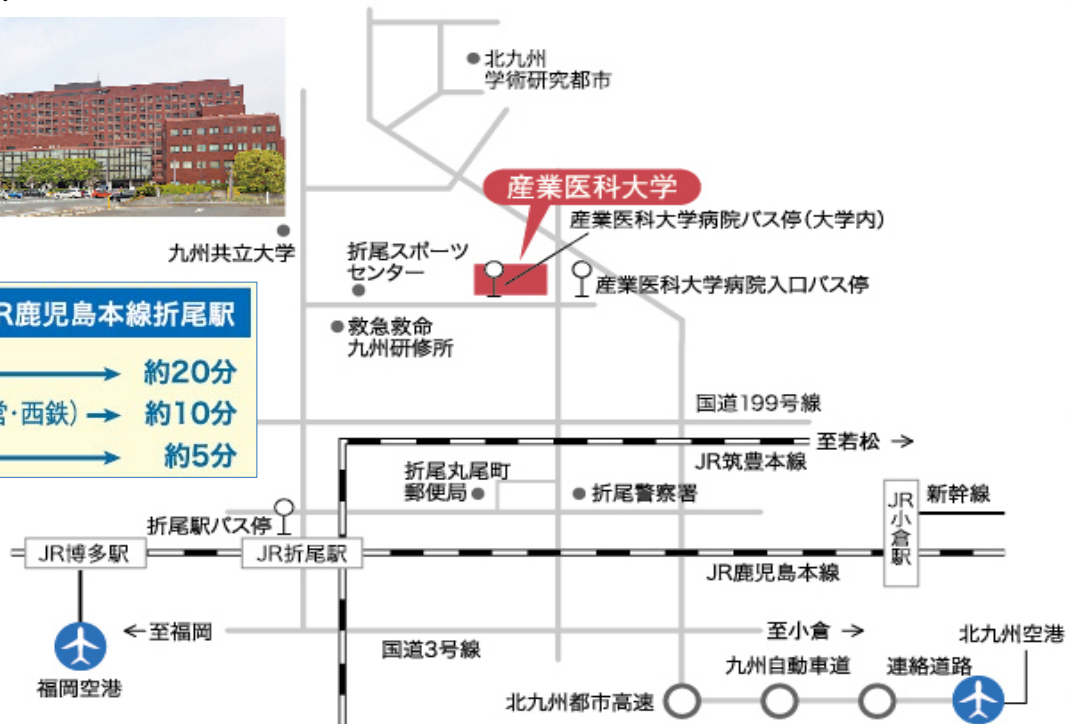 北九州
学術研究都市
産業医科大学
産業医科大学病院バス停(大学内)
九州共立大学
折尾スポーツ
センター
産業医科大学病院入口バス停
R鹿児島本線折尾駅
救急救命
九州研修所
約20分
営・西鉄) 約10分
約5分
国道199号線
至若松
JR筑豊本線
折尾丸尾町
郵便局
折尾警察署
JR小倉駅
新幹線
折尾駅バス停
JR博多駅
JR折尾駅
JR鹿児島本線
至福岡
国道3号線
至小倉
北九州空港
福岡空港
九州自動車道
連絡道路
北九州都市高速